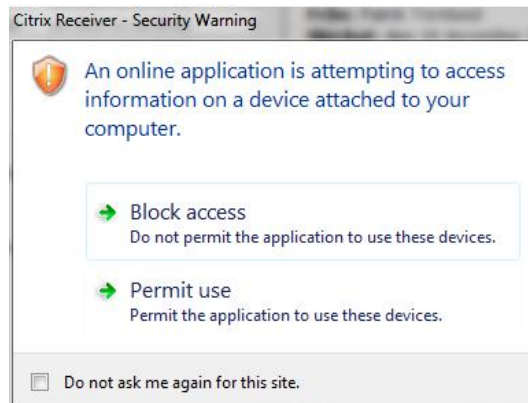 Citrix Receiver - Security Warning
An online application is attempting to access
information on a device attached to your
computer.
Block access
Do not permit the application to use these devices.
Permit use
Permit the application to use these devices.
Do not ask me again for this site.